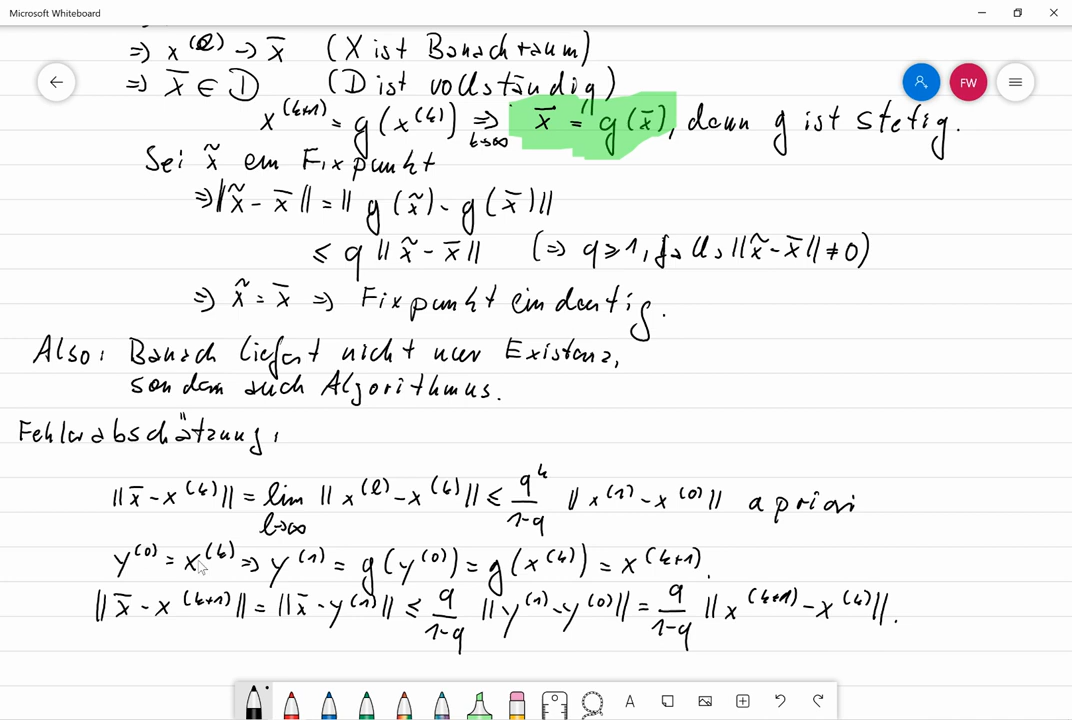 Microsoft Whiteboard
⇒ x^(l) → x̄ (X ist Banachraum)
⇒ x̄ ∈ D (D ist vollständig)
FW
x^(k+1) = g(x^(k)) ⇒ k→∞ x̄ = g(x̄), denn g ist stetig.
Sei x̃ ein Fixpunkt
⇒ ||x̃ - x̄|| = || g(x̃) - g(x̄) ||
≤ q ||x̃ - x̄|| (⇒ q ≥ 1, falls ||x̃ - x̄|| ≠ 0)
⇒ x̃ = x̄ ⇒ Fixpunkt eindeutig.
Also: Banach liefert nicht nur Existenz,
sondern auch Algorithmus.
Fehlerabschätzung:
||x̄ - x^(k)|| = lim l→∞ ||x^(l) - x^(k)|| ≤ q^k/(1-q) ||x^(1) - x^(0)|| a priori
y^(0) = x^(k) ⇒ y^(1) = g(y^(0)) = g(x^(k)) = x^(k+1).
||x̄ - x^(k+1)|| = ||x̄ - y^(1)|| ≤ q/(1-q) ||y^(1) - y^(0)|| = q/(1-q) ||x^(k+1) - x^(k)||.
A